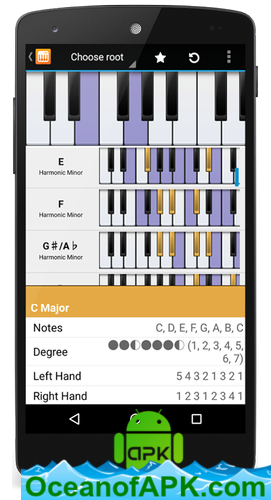 Choose root
E
Harmonic Minor
F
Harmonic Minor
G♯/A♭
Harmonic Minor
C Major
Notes C, D, E, F, G, A, B, C
Degree (1, 2, 3, 4, 5,
6, 7)
Left Hand 5 4 3 2 1 3 2 1
Right Hand 1 2 3 1 2 3 4 1
APK
OceanofAPK.com